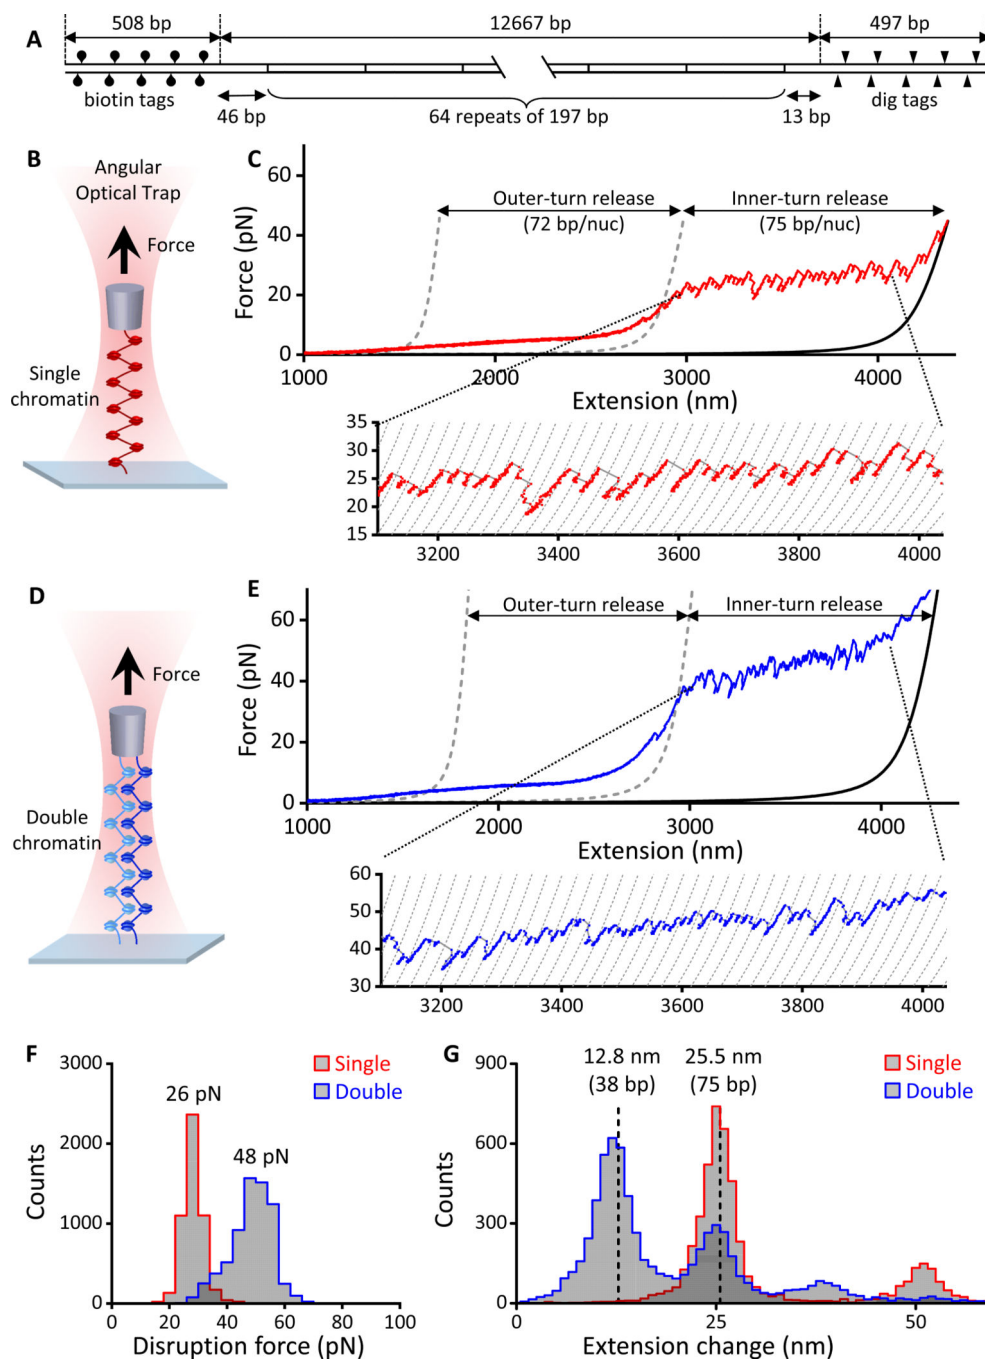 A
508 bp
12667 bp
497 bp
biotin tags
dig tags
46 bp
64 repeats of 197 bp
13 bp
B
Angular
Optical Trap
Force
Single
chromatin
C
Force (pN)
60
40
20
0
Outer-turn release
(72 bp/nuc)
Inner-turn release
(75 bp/nuc)
1000
2000
3000
4000
Extension (nm)
35
30
25
20
15
3200
3400
3600
3800
4000
D
Force
Double
chromatin
E
Force (pN)
60
40
20
0
Outer-turn release
Inner-turn release
1000
2000
3000
4000
Extension (nm)
60
50
40
30
3200
3400
3600
3800
4000
F
Counts
3000
2000
1000
0
Single
Double
26 pN
48 pN
0
20
40
60
80
100
Disruption force (pN)
G
Counts
900
600
300
0
12.8 nm
(38 bp)
25.5 nm
(75 bp)
Single
Double
0
25
50
Extension change (nm)